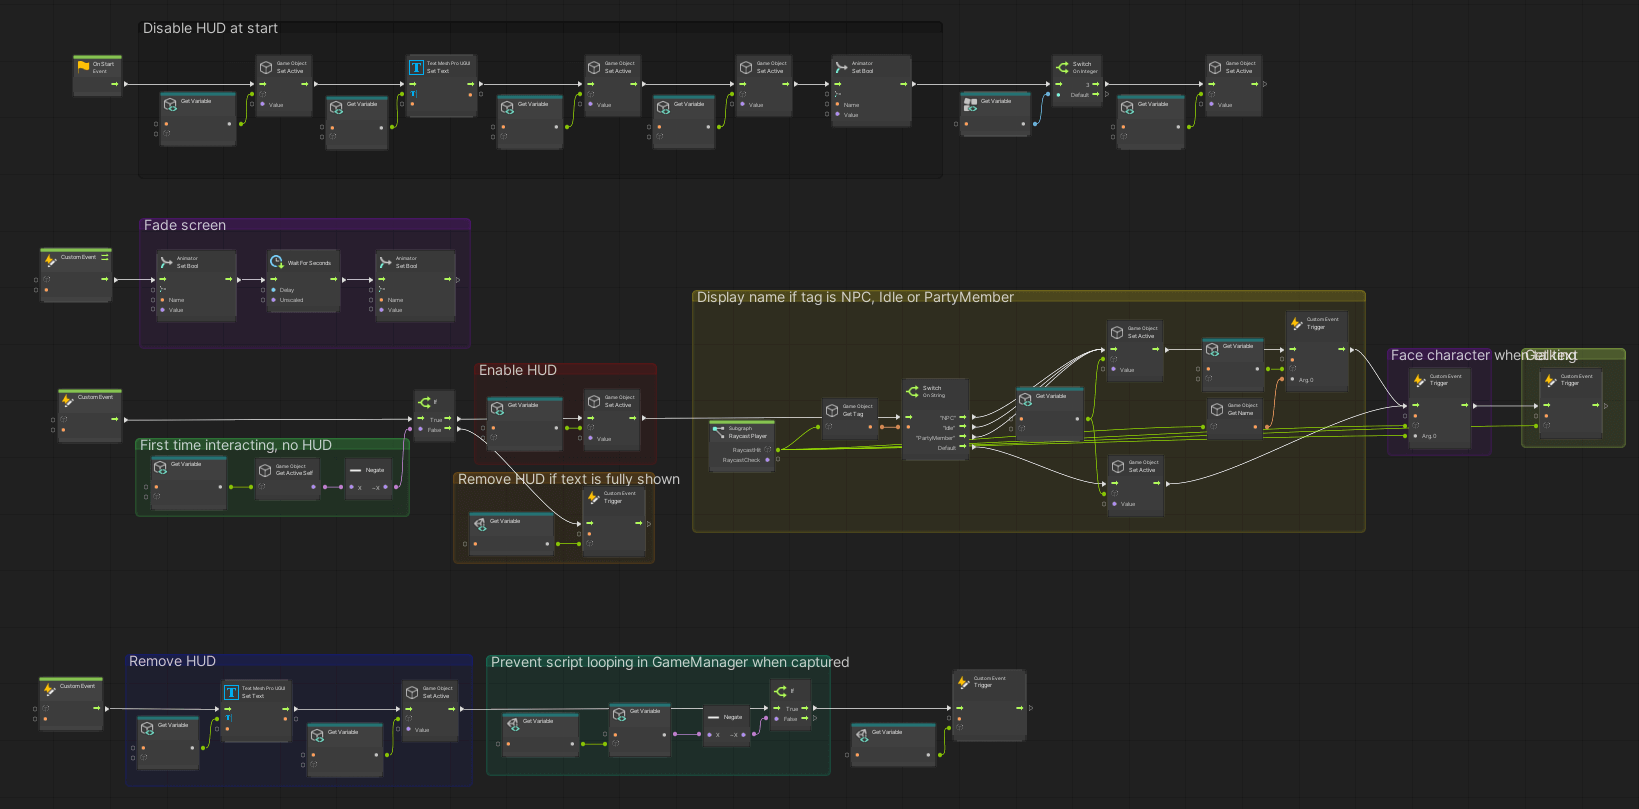 Disable HUD at start
On Start
Event
Game Object
Set Active
Value
Get Variable
Text Mesh Pro UGUI
Set Text
Get Variable
Game Object
Set Active
Value
Get Variable
Game Object
Set Active
Value
Get Variable
Animator
Set Bool
Name
Value
Get Variable
Switch
On Integer
3
Default
Get Variable
Game Object
Set Active
Value
Fade screen
Custom Event
Animator
Set Bool
Name
Value
Wait For Seconds
Delay
Unscaled
Animator
Set Bool
Name
Value
Display name if tag is NPC, Idle or PartyMember
Custom Event
If
True
False
Enable HUD
Get Variable
Game Object
Set Active
Value
First time interacting, no HUD
Get Variable
Game Object
Get Active Self
Negate
X
~X
Remove HUD if text is fully shown
Get Variable
Custom Event
Trigger
Subgraph
Raycast Player
RaycastHit
RaycastCheck
Game Object
Get Tag
Switch
On String
"NPC"
"Idle"
"PartyMember"
Default
Get Variable
Game Object
Set Active
Value
Game Object
Set Active
Value
Get Variable
Game Object
Get Name
Custom Event
Trigger
Arg. 0
Face character when talking
Custom Event
Trigger
Arg. 0
Custom Event
Trigger
Remove HUD
Custom Event
Get Variable
Text Mesh Pro UGUI
Set Text
Get Variable
Game Object
Set Active
Value
Prevent script looping in GameManager when captured
Get Variable
Get Variable
Negate
X
~X
If
True
False
Get Variable
Custom Event
Trigger